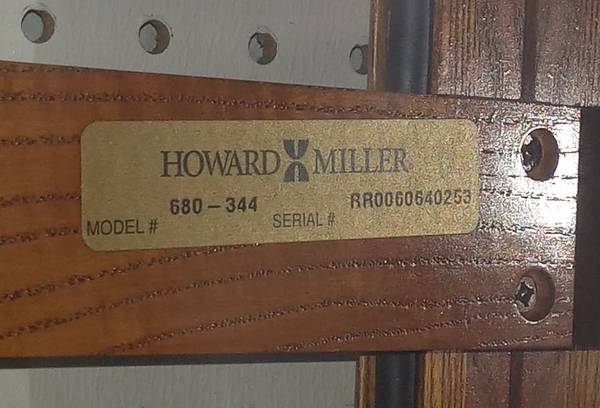 HOWARD MILLER
680-344 RR0060640253
MODEL # SERIAL #